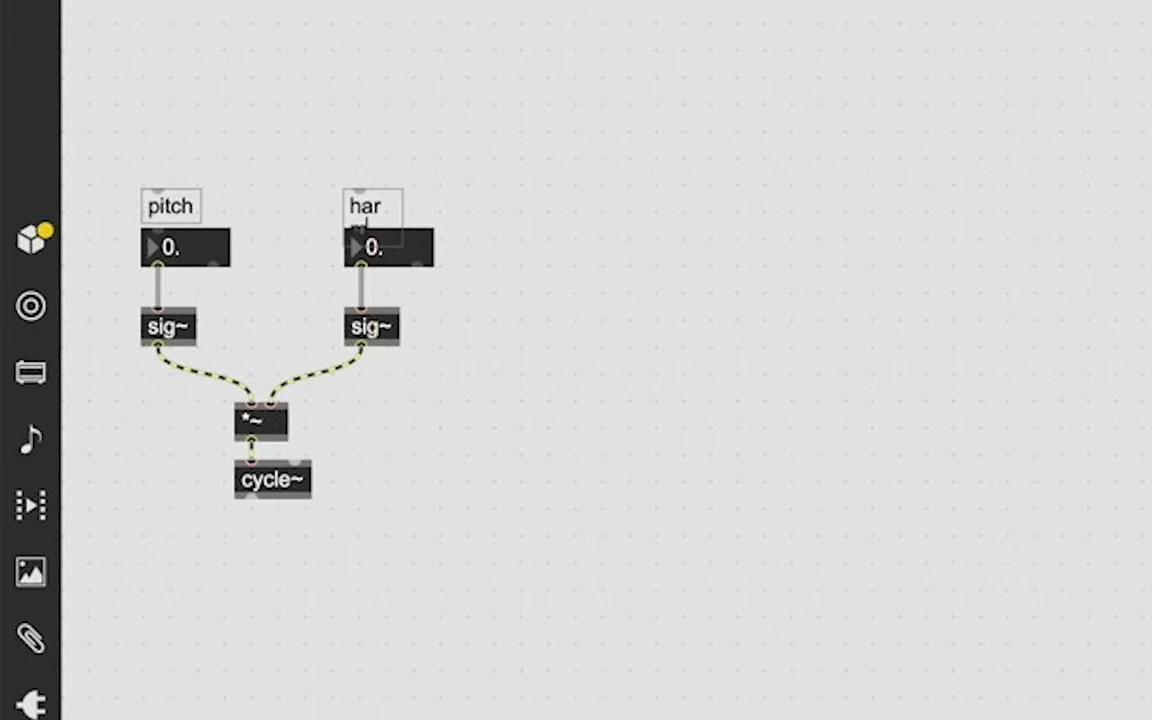 pitch
har
0.
0.
sig~
sig~
*~
cycle~